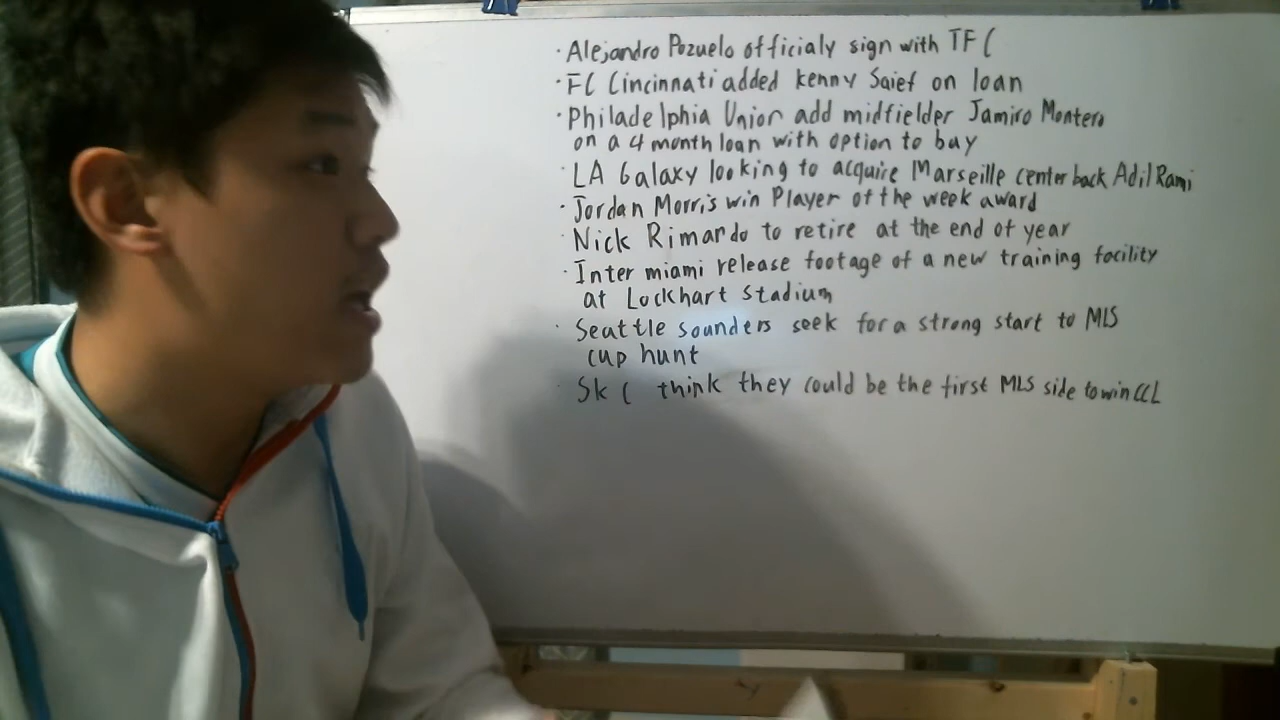 · Alejandro Pozuelo officialy sign with TFC
· FC Cincinnati added kenny Saief on loan
· Philadelphia Union add midfielder Jamiro Montero
on a 4 month loan with option to buy
· LA Galaxy looking to acquire Marseille center back Adil Rami
· Jordan Morris win Player of the week award
· Nick Rimando to retire at the end of year
· Inter miami release footage of a new training facility
at Lockhart Stadium
· Seattle sounders seek for a strong start to MLS
cup hunt
· SKC think they could be the first MLS side to win CCL